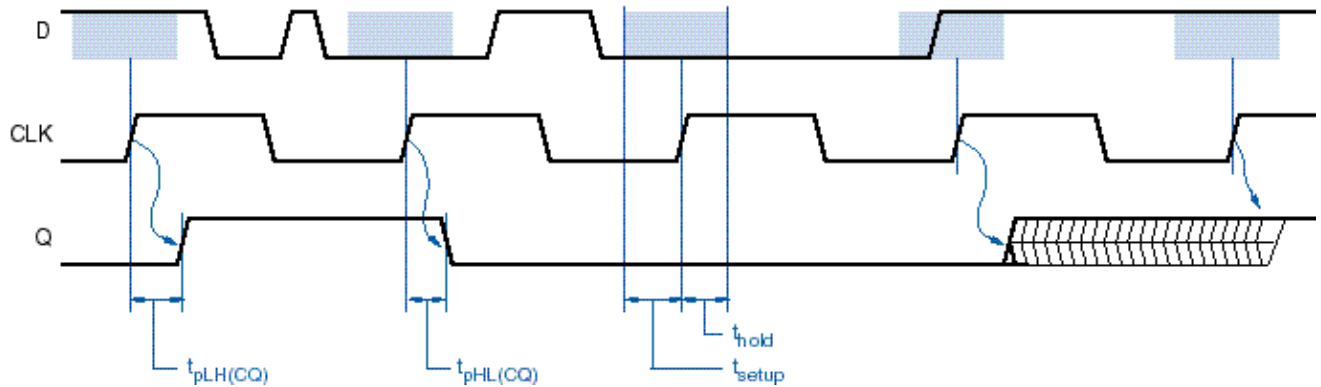 D
CLK
Q
thold
tpLH(CQ)
tpHL(CQ)
tsetup